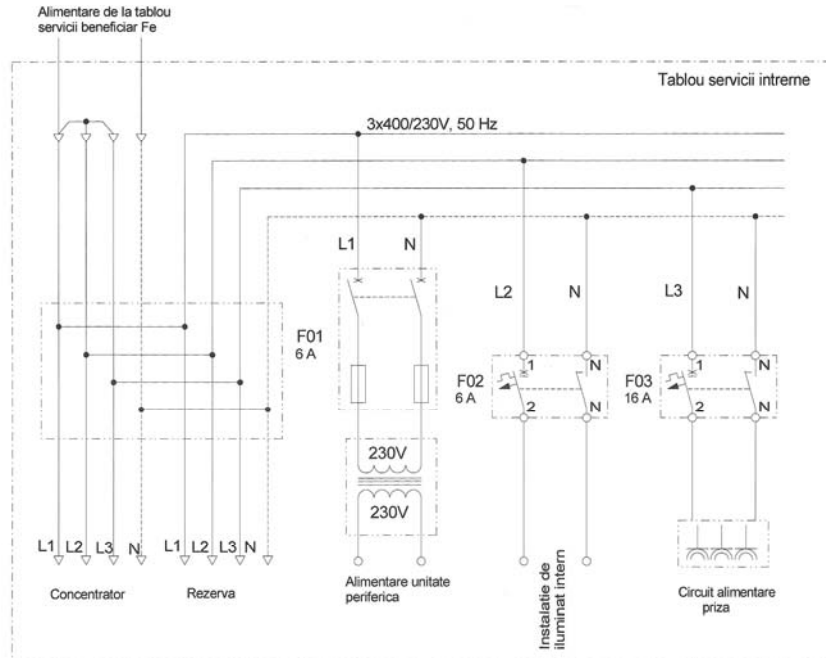 Alimentare de la tablou
servicii beneficiar Fe
Tablou servicii intrerne
3x400/230V, 50 Hz
L1
N
L2
N
L3
N
F01
6 A
F02
6 A
1
N
2
N
F03
16 A
1
N
2
N
230V
230V
L1
L2
L3
N
L1
L2
L3
N
Concentrator
Rezerva
Alimentare unitate
periferica
Instalatie de
iluminat intern
Circuit alimentare
priza